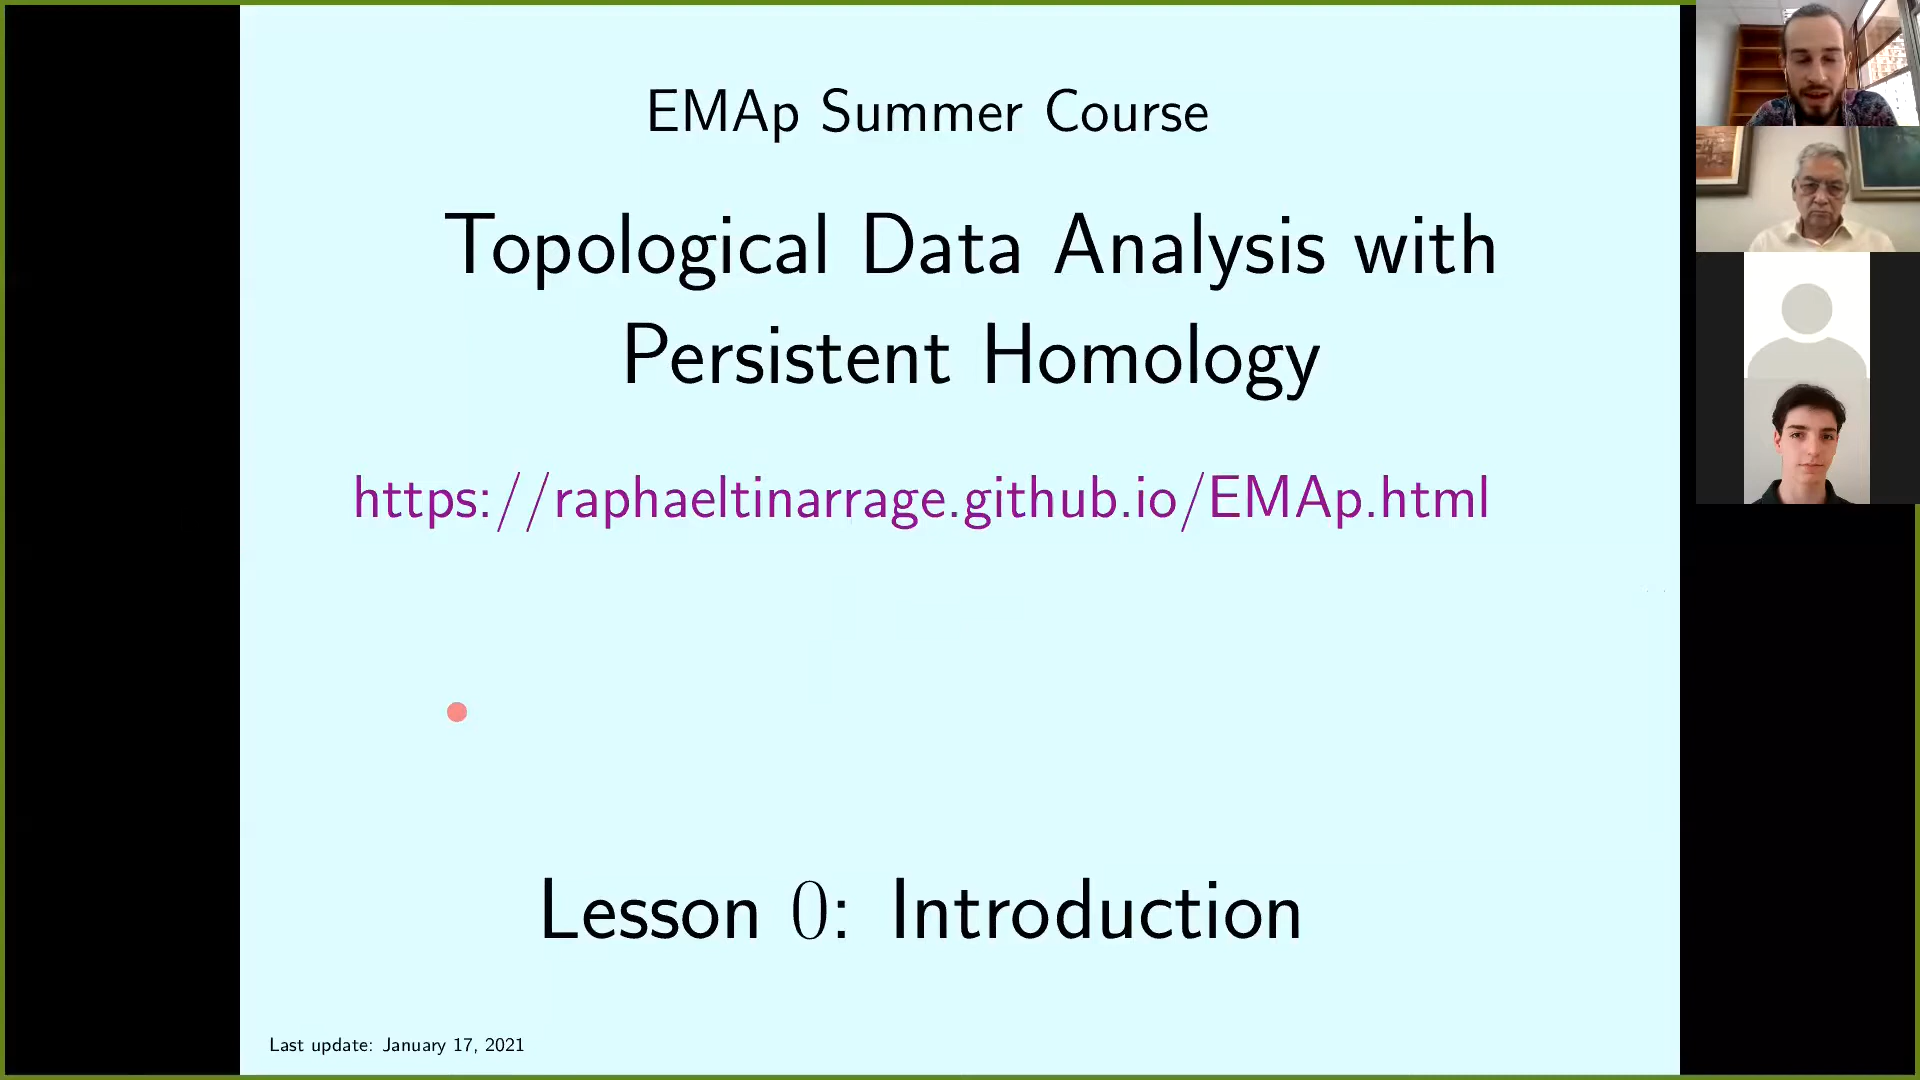 EMAp Summer Course
Topological Data Analysis with
Persistent Homology
https://raphaeltinarrage.github.io/EMAp.html
Lesson 0: Introduction
Last update: January 17, 2021